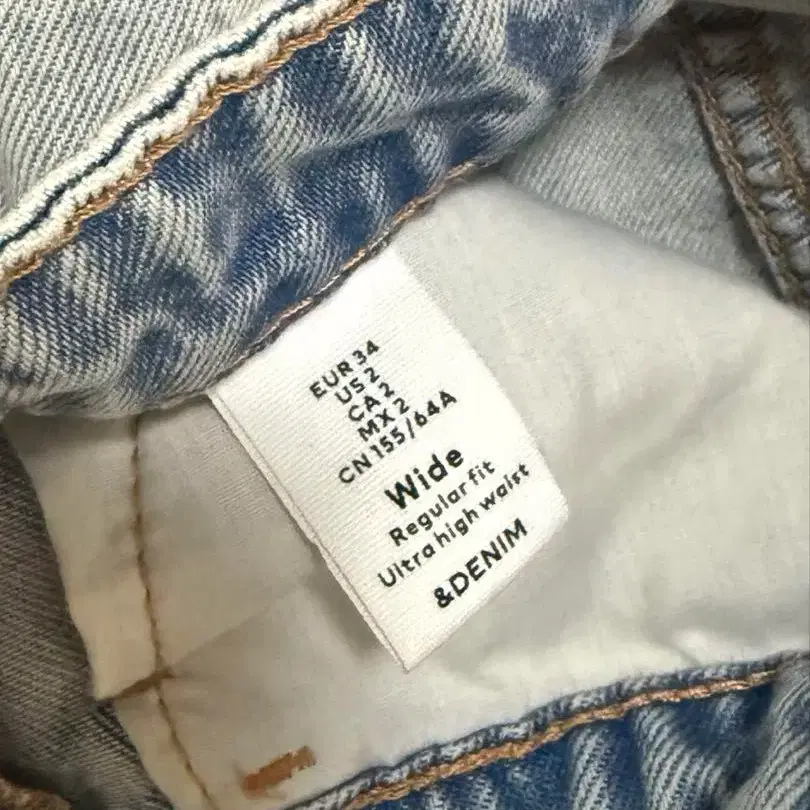 EUR 34
US 2
CA 2
MX 2
CN 155/64A
Wide
Regular fit
Ultra high waist
&DENIM